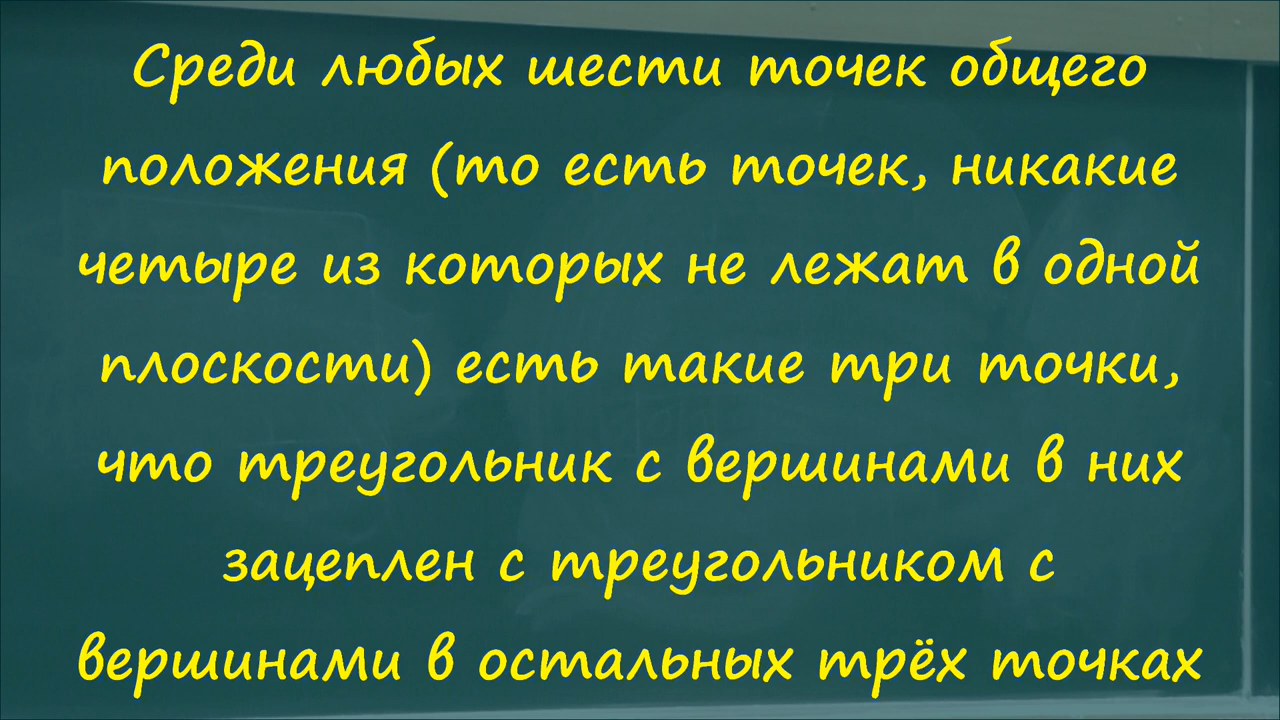 Среди любых шести точек общего
положения (то есть точек, никакие
четыре из которых не лежат в одной
плоскости) есть такие три точки,
что треугольник с вершинами в них
зацеплен с треугольником с
вершинами в остальных трёх точках